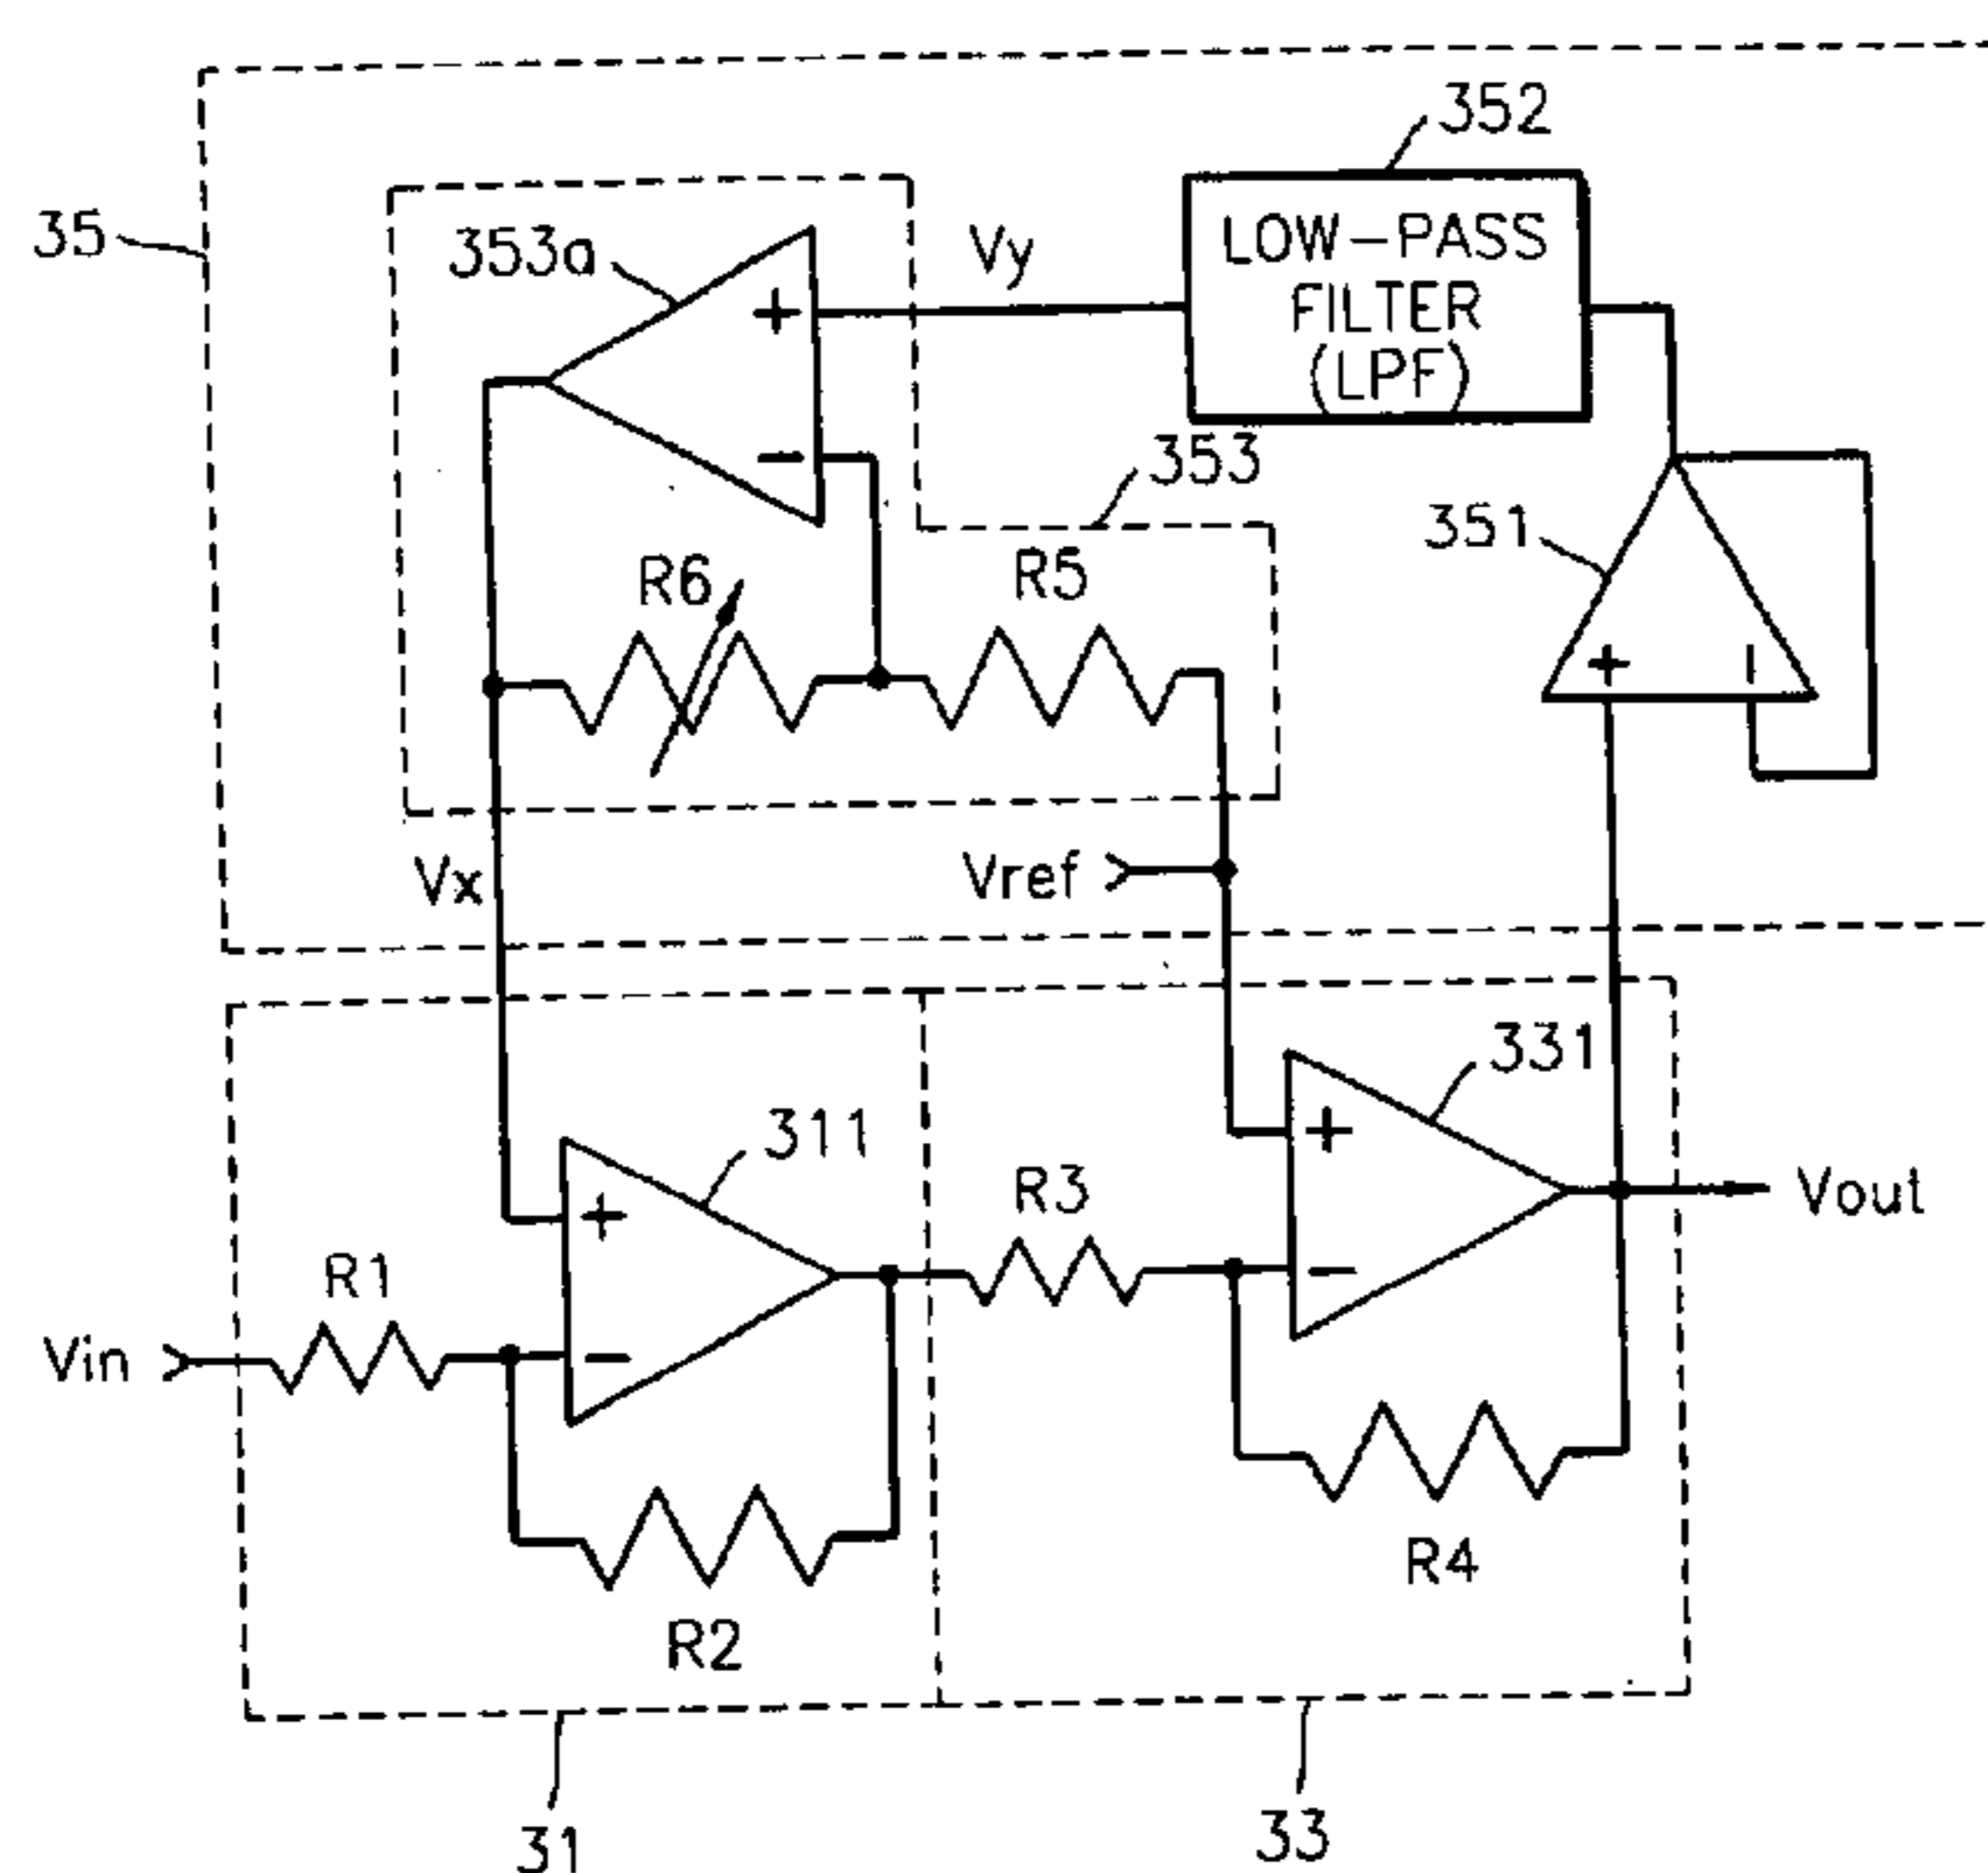 352
35
353a
Vy
LOW-PASS
FILTER
(LPF)
+
−
353
351
R6
R5
+
−
Vx
Vref
331
311
+
R3
+
Vout
R1
−
Vin
−
R4
R2
31
33